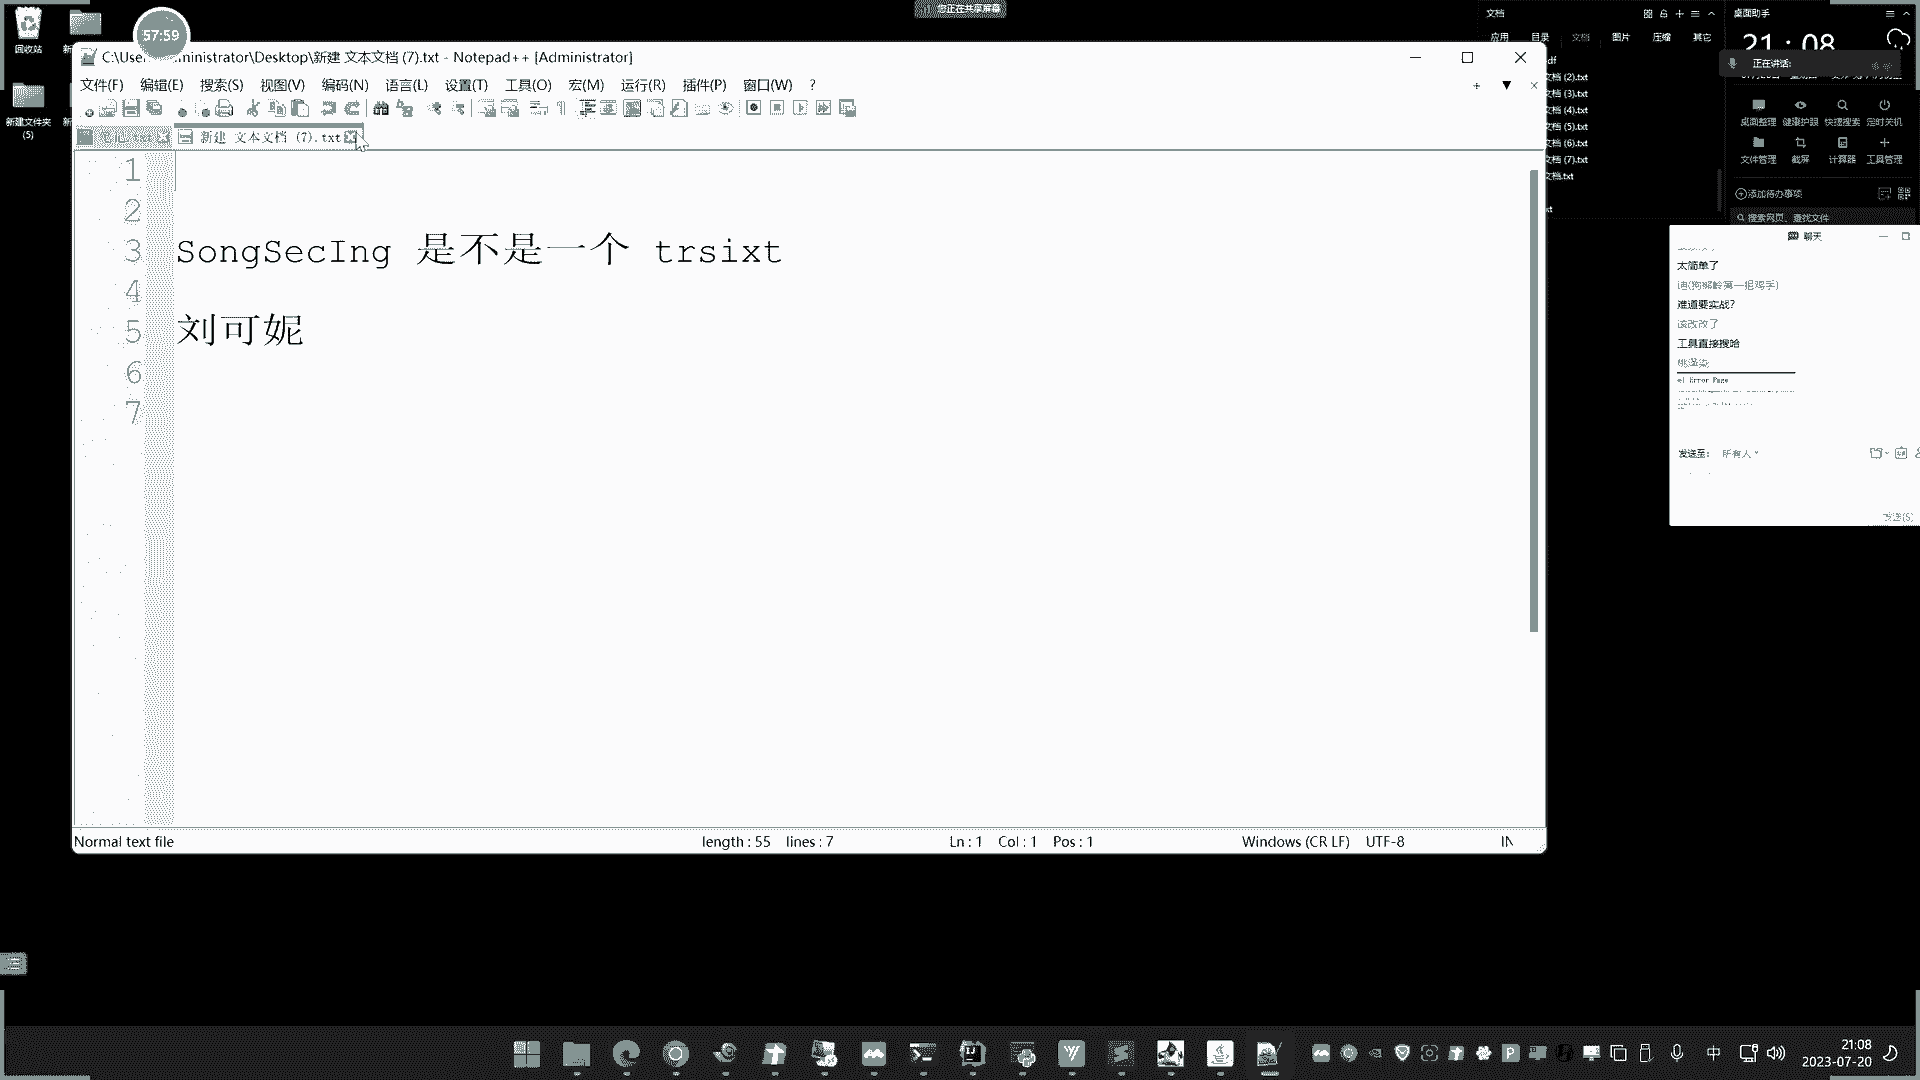 您正在共享屏幕
57:59
回收站
新建文件夹
(5)
C:\User
ministrator\Desktop\新建 文本文档 (7).txt - Notepad++ [Administrator]
文件(F) 编辑(E) 搜索(S) 视图(V) 编码(N) 语言(L) 设置(T) 工具(O) 宏(M) 运行(R) 插件(P) 窗口(W) ?
新建 文本文档 (7).txt
1
2
3 SongSecIng 是不是一个 trsixt
4
5 刘可妮
6
7
Normal text file length : 55 lines : 7 Ln : 1 Col : 1 Pos : 1 Windows (CR LF) UTF-8 IN
文档
应用 目录 文档 图片 压缩 其它
df
文档 (2).txt
文档 (3).txt
文档 (4).txt
文档 (5).txt
文档 (6).txt
文档 (7).txt
文档.txt
xt
桌面助手
21:08
正在讲话:
桌面整理 健康护眼 快捷搜索 定时关机
文件管理 截屏 计算器 工具管理
添加待办事项
搜索网页、查找文件
聊天
太简单了
难道要实战?
该改改了
工具直接搜哈
el Error Page
发送至: 所有人
发送(S)
中
21:08
2023-07-20